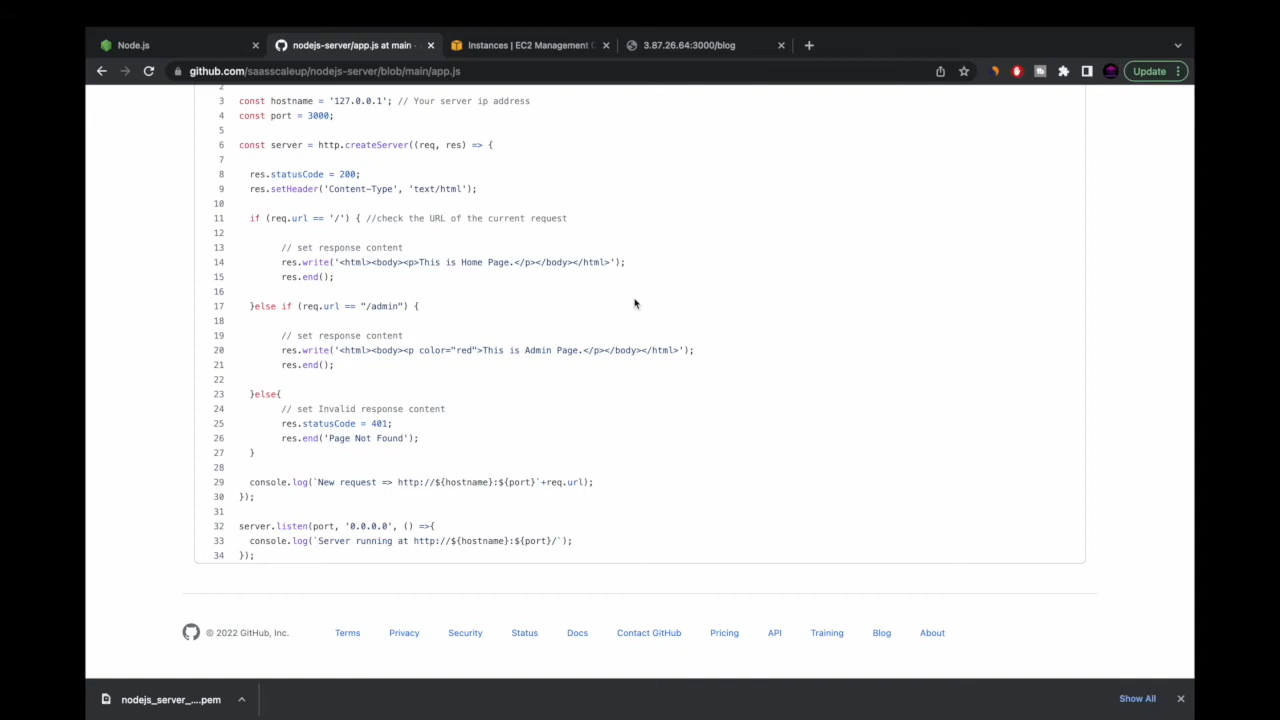 Node.js
nodejs-server/app.js at main ·
Instances | EC2 Management C
3.87.26.64:3000/blog
github.com/saasscaleup/nodejs-server/blob/main/app.js
Update
2
3 const hostname = '127.0.0.1'; // Your server ip address
4 const port = 3000;
5
6 const server = http.createServer((req, res) => {
7
8 res.statusCode = 200;
9 res.setHeader('Content-Type', 'text/html');
10
11 if (req.url == '/') { //check the URL of the current request
12
13 // set response content
14 res.write('<html><body><p>This is Home Page.</p></body></html>');
15 res.end();
16
17 }else if (req.url == "/admin") {
18
19 // set response content
20 res.write('<html><body><p color="red">This is Admin Page.</p></body></html>');
21 res.end();
22
23 }else{
24 // set Invalid response content
25 res.statusCode = 401;
26 res.end('Page Not Found');
27 }
28
29 console.log(`New request => http://${hostname}:${port}`+req.url);
30 });
31
32 server.listen(port, '0.0.0.0', () =>{
33 console.log(`Server running at http://${hostname}:${port}/`);
34 });
© 2022 GitHub, Inc. Terms Privacy Security Status Docs Contact GitHub Pricing API Training Blog About
nodejs_server_....pem
Show All